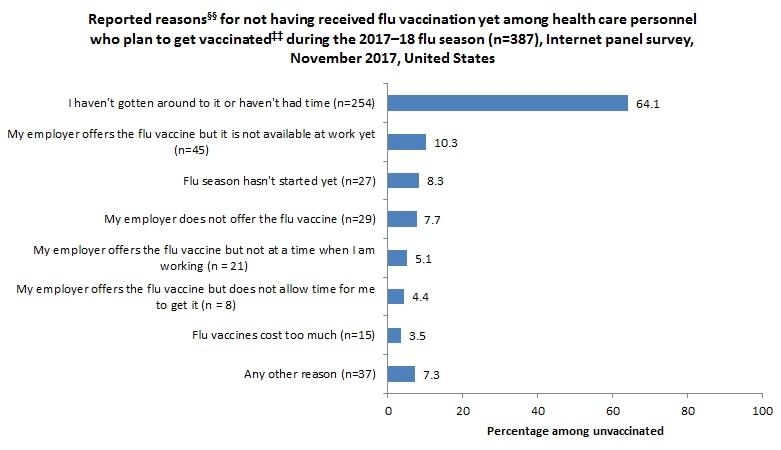 Reported reasons§§ for not having received flu vaccination yet among health care personnel
who plan to get vaccinated‡‡ during the 2017–18 flu season (n=387), Internet panel survey,
November 2017, United States
I haven't gotten around to it or haven't had time (n=254)
64.1
My employer offers the flu vaccine but it is not available at work yet
(n=45)
10.3
Flu season hasn't started yet (n=27)
8.3
My employer does not offer the flu vaccine (n=29)
7.7
My employer offers the flu vaccine but not at a time when I am
working (n = 21)
5.1
My employer offers the flu vaccine but does not allow time for me
to get it (n = 8)
4.4
Flu vaccines cost too much (n=15)
3.5
Any other reason (n=37)
7.3
0 20 40 60 80 100
Percentage among unvaccinated